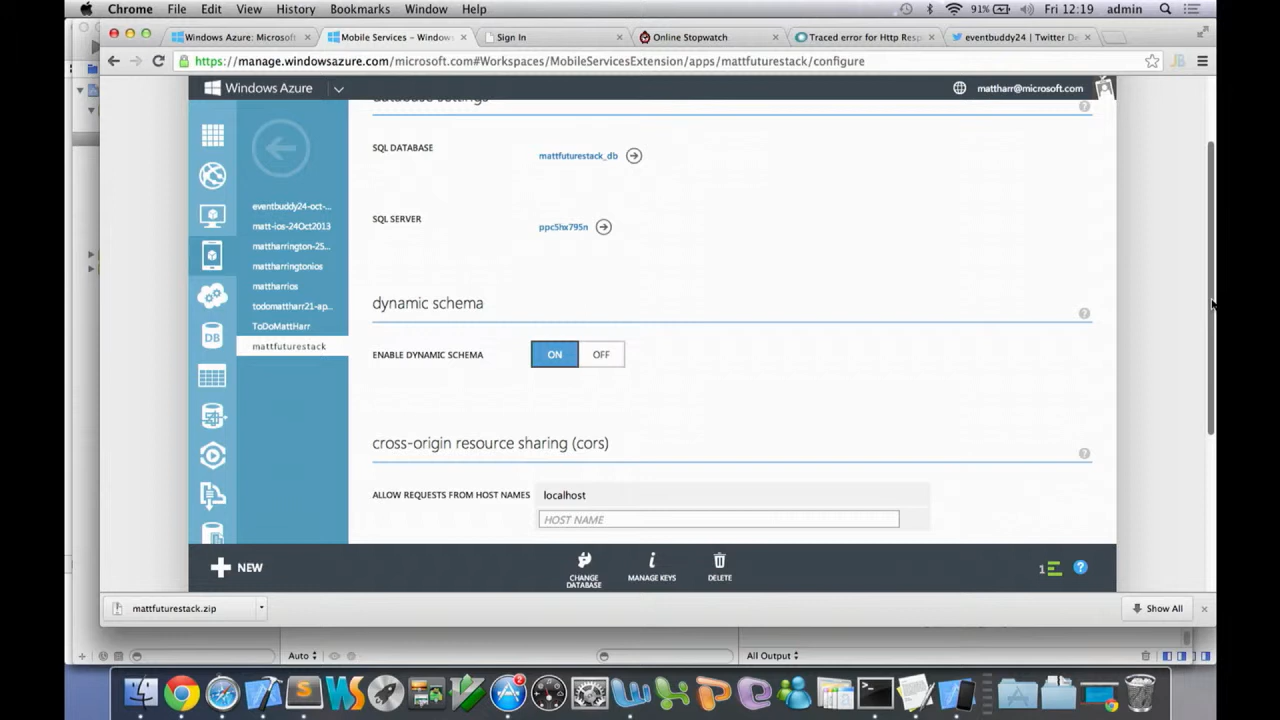 Chrome File Edit View History Bookmarks Window Help 91% Fri 12:19 admin
Windows Azure: Microsoft Mobile Services – Window Sign In Online Stopwatch Traced error for Http Resp eventbuddy24 | Twitter De
https://manage.windowsazure.com/microsoft.com#Workspaces/MobileServicesExtension/apps/mattfuturestack/configure JB
Windows Azure mattharr@microsoft.com
database settings
SQL DATABASE mattfuturestack_db
eventbuddy24-oct-...
matt-ios-24Oct2013
SQL SERVER ppc5hx795n
mattharrington-25...
mattharringtonios
mattharrios
todomattharr21-ap...
dynamic schema
ToDoMattHarr
mattfuturestack
DB
ENABLE DYNAMIC SCHEMA ON OFF
cross-origin resource sharing (cors)
ALLOW REQUESTS FROM HOST NAMES localhost
HOST NAME
NEW CHANGE DATABASE MANAGE KEYS DELETE 1
mattfuturestack.zip Show All
Auto All Output
2